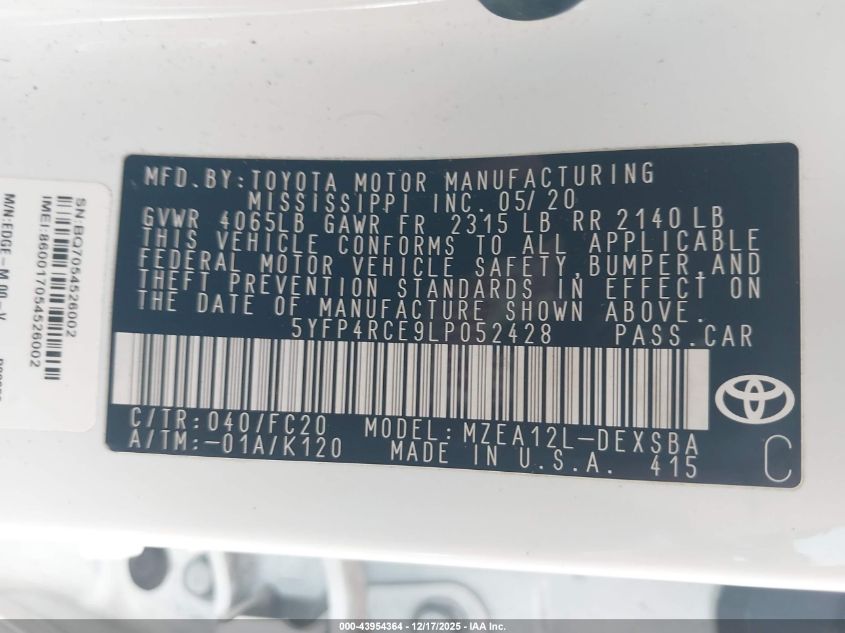 MFD.BY:TOYOTA MOTOR MANUFACTURING
MISSISSIPPI INC. 05/20
GVWR 4065LB GAWR FR 2315 LB RR 2140 LB
THIS VEHICLE CONFORMS TO ALL APPLICABLE
FEDERAL MOTOR VEHICLE SAFETY,BUMPER,AND
THEFT PREVENTION STANDARDS IN EFFECT ON
THE DATE OF MANUFACTURE SHOWN ABOVE.
5YFP4RCE9LP052428 PASS.CAR
C/TR:040/FC20 MODEL:MZEA12L-DEXSBA
A/TM:-01A/K120 MADE IN U.S.A. 415
C
SN:BQ7054526002
IMEI:860017054526002
M/N:EDGE-M 00-V
000-43954364 - 12/17/2025 - IAA Inc.